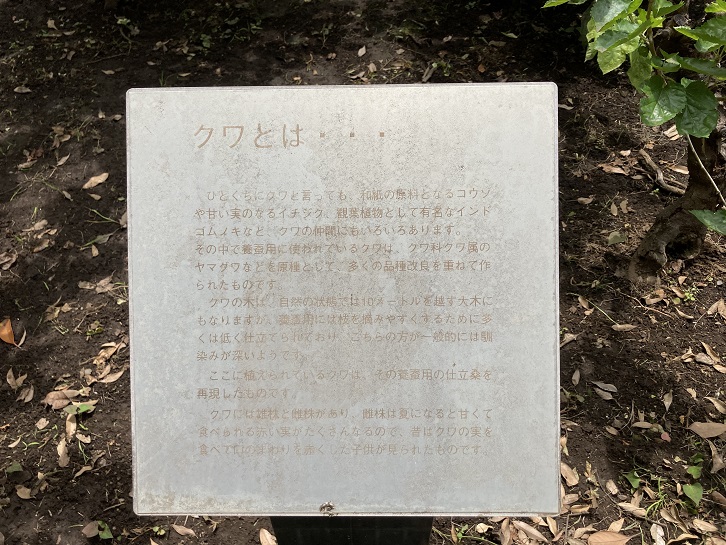 クワとは・・・
ひとくちにクワと言っても、和紙の原料となるコウゾ
や甘い実のなるイチジク、観葉植物として有名なインド
ゴムノキなど、クワの仲間にもいろいろあります。
その中で養蚕用に使われているクワは、クワ科クワ属の
ヤマグワなどを原種として、多くの品種改良を重ねて作
られたものです。
クワの木は、自然の状態では10メートルを越す大木に
もなりますが、養蚕用には枝を摘みやすくするために多
くは低く仕立てられており、こちらの方が一般的には馴
染みが深いようです。
ここに植えられているクワは、その養蚕用の仕立桑を
再現したものです。
クワには雄株と雌株があり、雌株は夏になると甘くて
食べられる赤い実がたくさんなるので、昔はクワの実を
食べて口のまわりを赤くした子供が見られたものです。